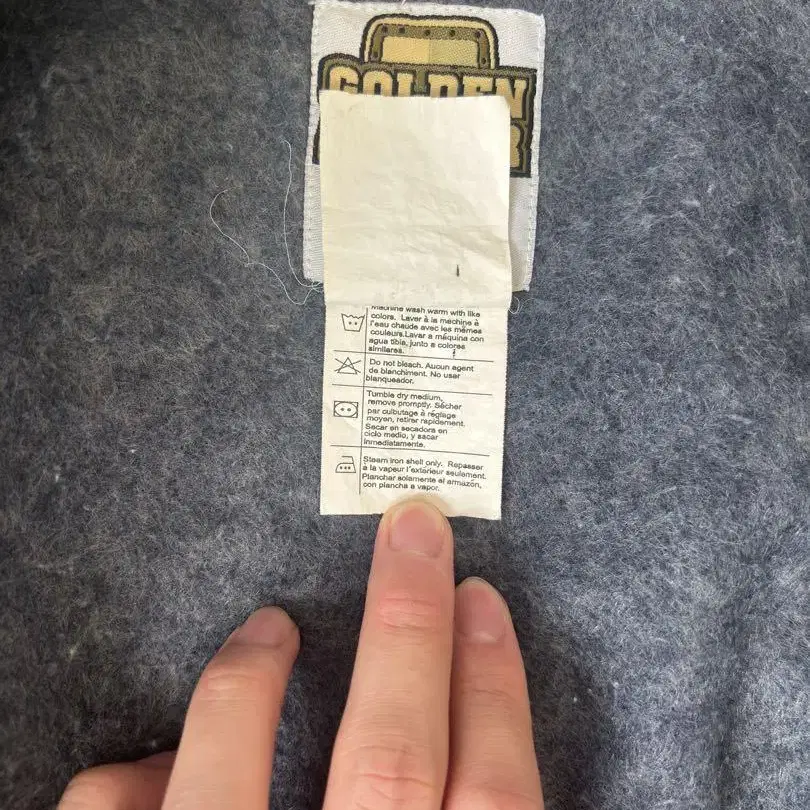 GOLDEN
Machine wash warm with like
colors. Laver à la machine à
l'eau chaude avec les mêmes
couleurs.Lavar a máquina con
agua tibia, junto a colores
similares.
Do not bleach. Aucun agent
de blanchiment. No usar
blanqueador.
Tumble dry medium,
remove promptly. Sécher
par culbutage à réglage
moyen, retirer rapidement.
Secar en secadora en
ciclo medio, y sacar
inmediatamente.
Steam iron shell only. Repasser
à la vapeur l'extérieur seulement.
Planchar solamente el armazón,
con plancha a vapor.